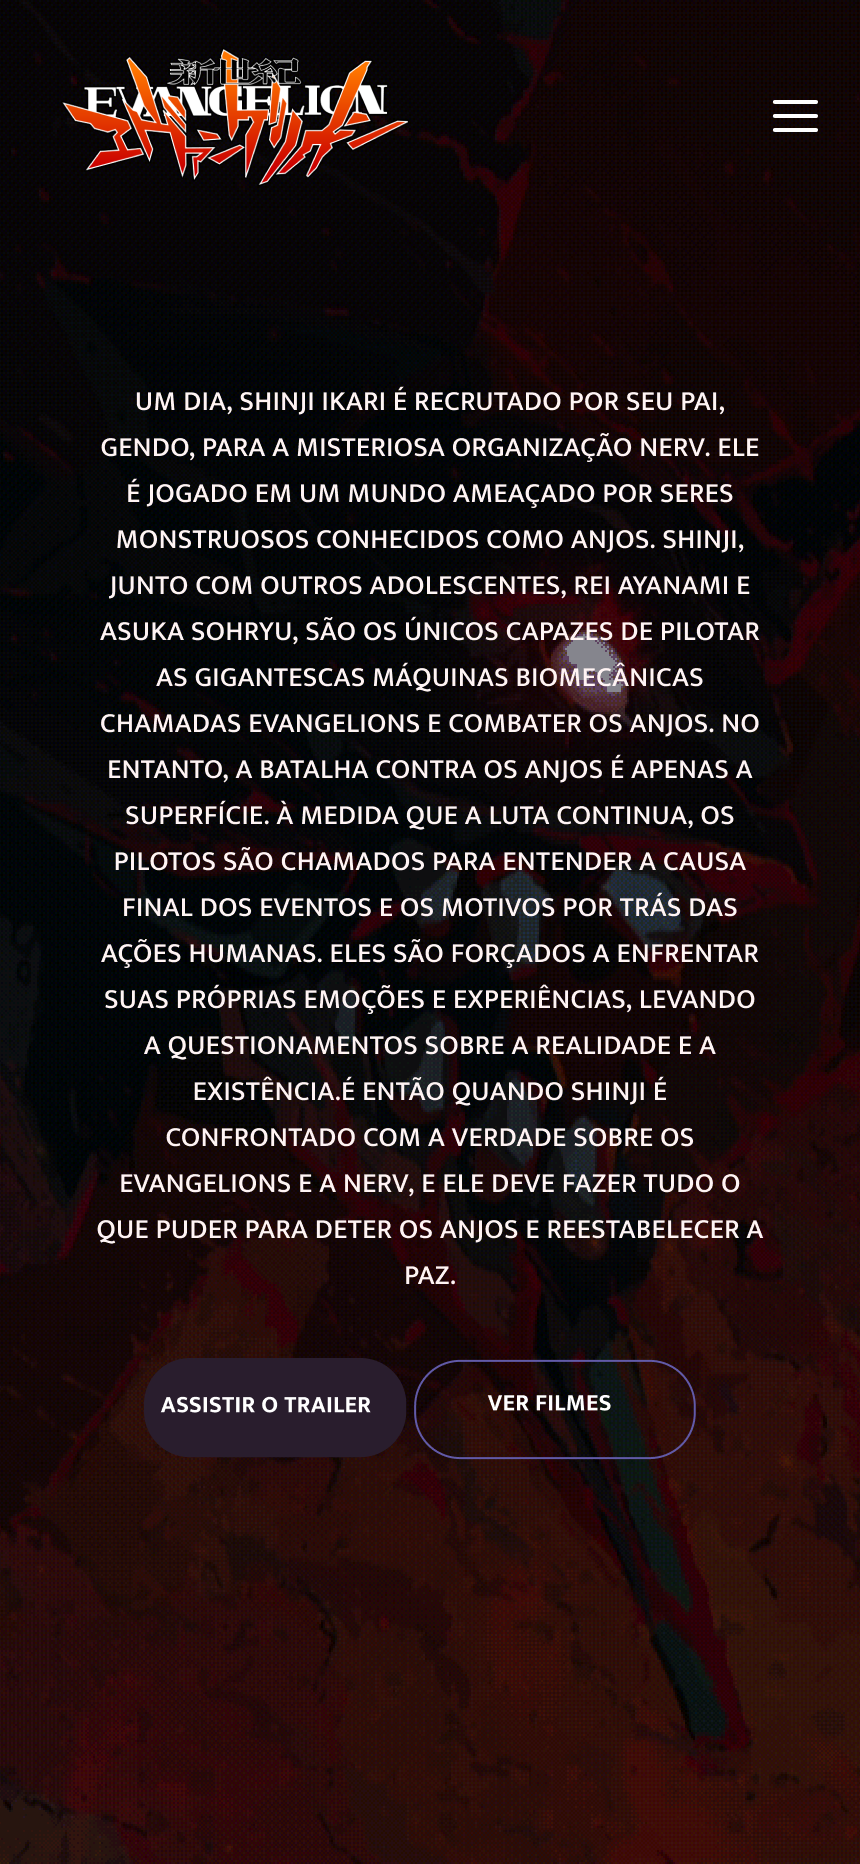 新世紀
EVANGELION
エヴァンゲリオン
UM DIA, SHINJI IKARI É RECRUTADO POR SEU PAI,
GENDO, PARA A MISTERIOSA ORGANIZAÇÃO NERV. ELE
É JOGADO EM UM MUNDO AMEAÇADO POR SERES
MONSTRUOSOS CONHECIDOS COMO ANJOS. SHINJI,
JUNTO COM OUTROS ADOLESCENTES, REI AYANAMI E
ASUKA SOHRYU, SÃO OS ÚNICOS CAPAZES DE PILOTAR
AS GIGANTESCAS MÁQUINAS BIOMECÂNICAS
CHAMADAS EVANGELIONS E COMBATER OS ANJOS. NO
ENTANTO, A BATALHA CONTRA OS ANJOS É APENAS A
SUPERFÍCIE. À MEDIDA QUE A LUTA CONTINUA, OS
PILOTOS SÃO CHAMADOS PARA ENTENDER A CAUSA
FINAL DOS EVENTOS E OS MOTIVOS POR TRÁS DAS
AÇÕES HUMANAS. ELES SÃO FORÇADOS A ENFRENTAR
SUAS PRÓPRIAS EMOÇÕES E EXPERIÊNCIAS, LEVANDO
A QUESTIONAMENTOS SOBRE A REALIDADE E A
EXISTÊNCIA.É ENTÃO QUANDO SHINJI É
CONFRONTADO COM A VERDADE SOBRE OS
EVANGELIONS E A NERV, E ELE DEVE FAZER TUDO O
QUE PUDER PARA DETER OS ANJOS E REESTABELECER A
PAZ.
ASSISTIR O TRAILER
VER FILMES